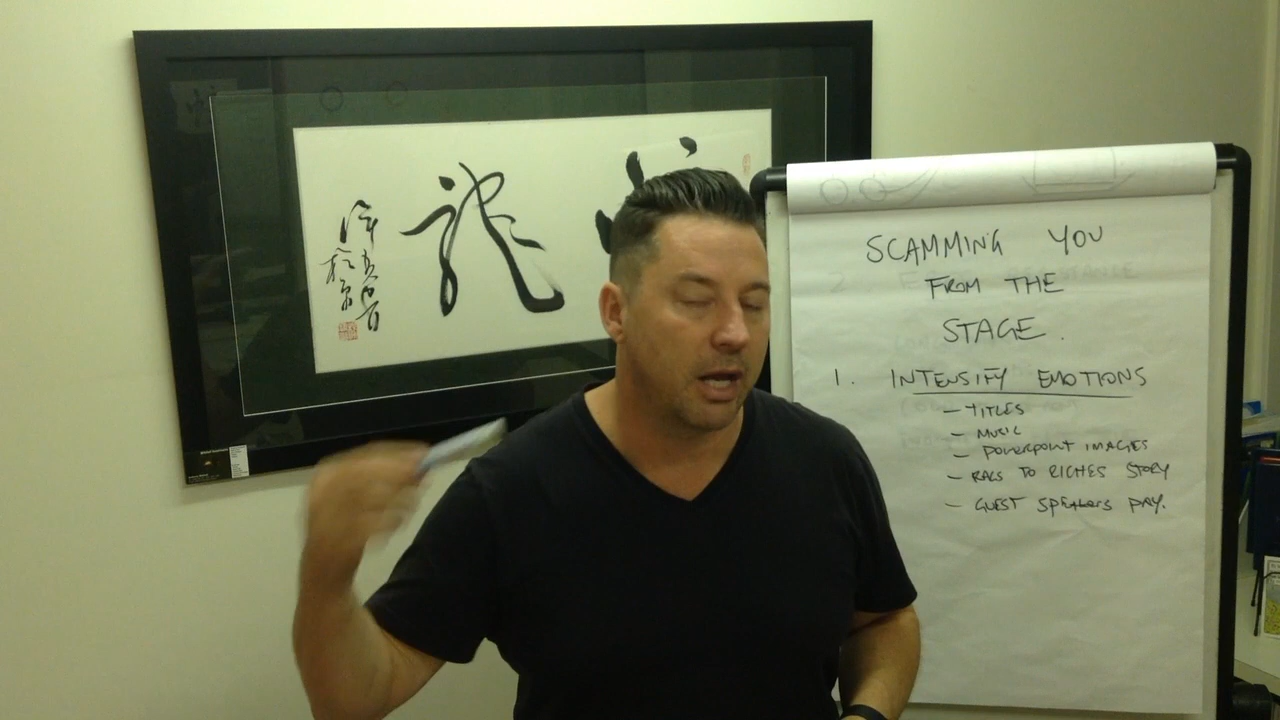 龍
SCAMMING YOU
FROM THE
STAGE.
1. INTENSIFY EMOTIONS
- TITLES
- MUSIC
- POWERPOINT IMAGES
- RAGS TO RICHES STORY
- GUEST SPEAKERS PAY.